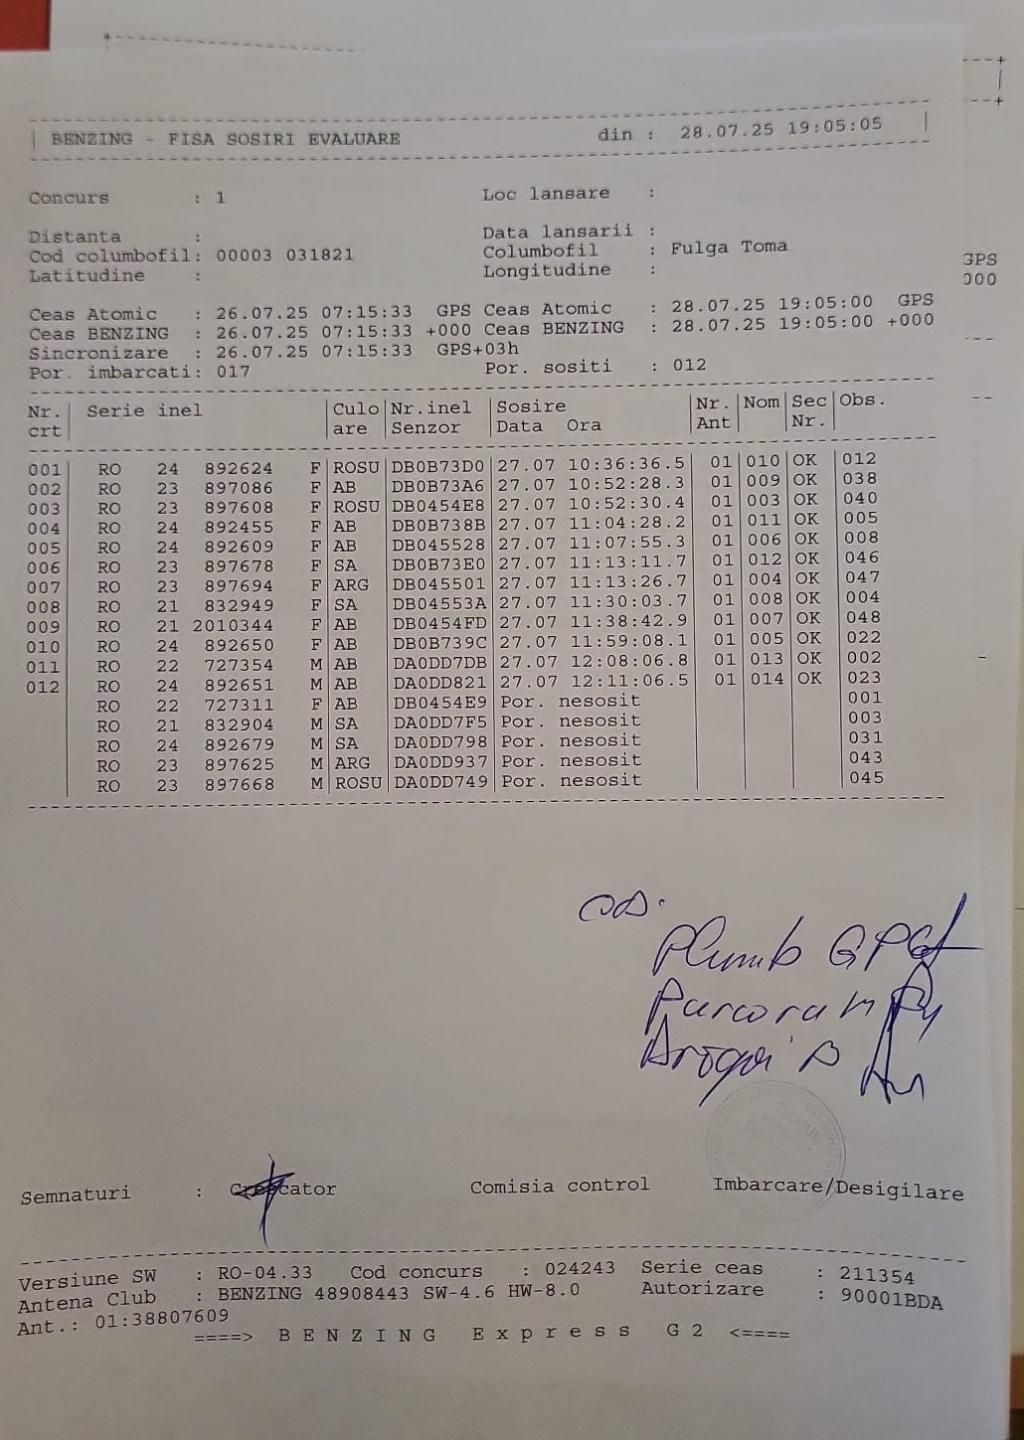 BENZING - FISA SOSIRI EVALUARE din : 28.07.25 19:05:05
Concurs : 1 Loc lansare :
Distanta : Data lansarii :
Cod columbofil: 00003 031821 Columbofil : Fulga Toma
Latitudine : Longitudine :
Ceas Atomic : 26.07.25 07:15:33 GPS Ceas Atomic : 28.07.25 19:05:00 GPS
Ceas BENZING : 26.07.25 07:15:33 +000 Ceas BENZING : 28.07.25 19:05:00 +000
Sincronizare : 26.07.25 07:15:33 GPS+03h
Por. imbarcati: 017 Por. sositi : 012
Nr. Serie inel Culo Nr.inel Sosire Nr. Nom Sec Obs.
crt are Senzor Data Ora Ant Nr.
001 RO 24 892624 F ROSU DB0B73D0 27.07 10:36:36.5 01 010 OK 012
002 RO 23 897086 F AB DB0B73A6 27.07 10:52:28.3 01 009 OK 038
003 RO 23 897608 F ROSU DB0454E8 27.07 10:52:30.4 01 003 OK 040
004 RO 24 892455 F AB DB0B738B 27.07 11:04:28.2 01 011 OK 005
005 RO 24 892609 F AB DB045528 27.07 11:07:55.3 01 006 OK 008
006 RO 23 897678 F SA DB0B73E0 27.07 11:13:11.7 01 012 OK 046
007 RO 23 897694 F ARG DB045501 27.07 11:13:26.7 01 004 OK 047
008 RO 21 832949 F SA DB04553A 27.07 11:30:03.7 01 008 OK 004
009 RO 21 2010344 F AB DB0454FD 27.07 11:38:42.9 01 007 OK 048
010 RO 24 892650 F AB DB0B739C 27.07 11:59:08.1 01 005 OK 022
011 RO 22 727354 M AB DA0DD7DB 27.07 12:08:06.8 01 013 OK 002
012 RO 24 892651 M AB DA0DD821 27.07 12:11:06.5 01 014 OK 023
RO 22 727311 F AB DB0454E9 Por. nesosit 001
RO 21 832904 M SA DA0DD7F5 Por. nesosit 003
RO 24 892679 M SA DA0DD798 Por. nesosit 031
RO 23 897625 M ARG DA0DD937 Por. nesosit 043
RO 23 897668 M ROSU DA0DD749 Por. nesosit 045
Plumb
Semnaturi : Crescator Comisia control Imbarcare/Desigilare
Versiune SW : RO-04.33 Cod concurs : 024243 Serie ceas : 211354
Antena Club : BENZING 48908443 SW-4.6 HW-8.0 Autorizare : 90001BDA
Ant.: 01:38807609
====> B E N Z I N G E x p r e s s G 2 <====
GPS
000